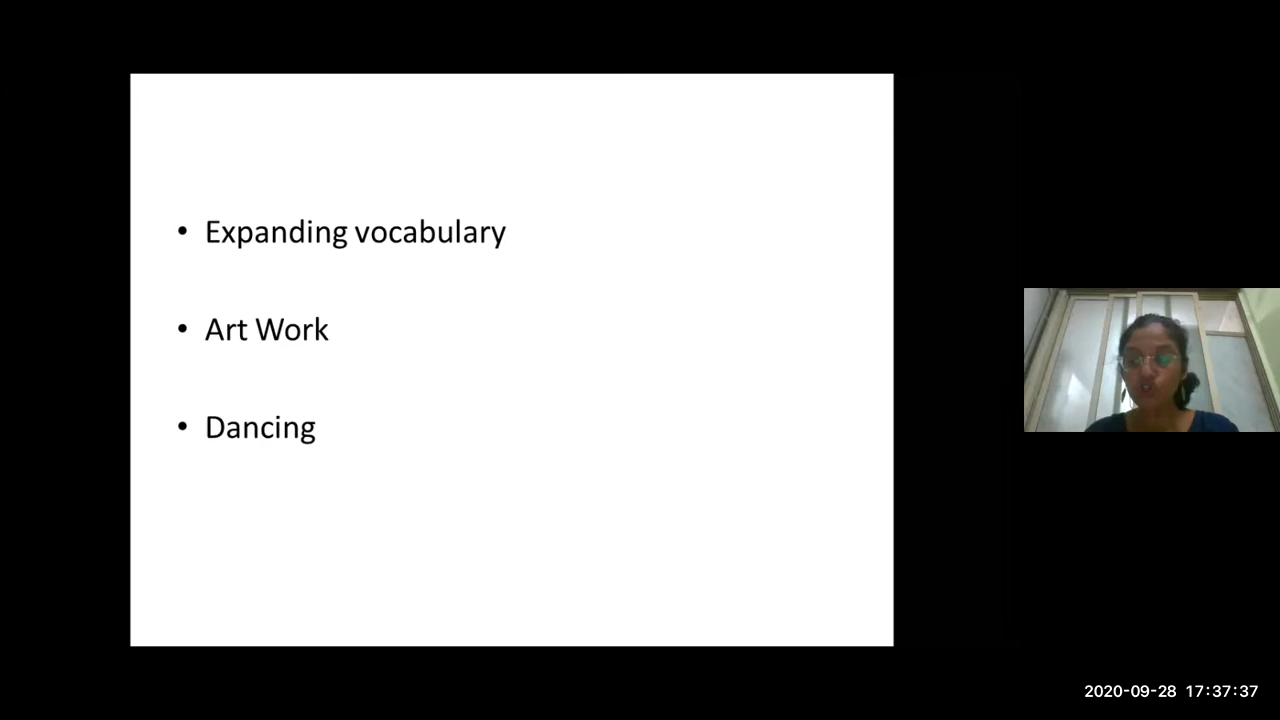 • Expanding vocabulary
• Art Work
• Dancing
2020-09-28 17:37:37